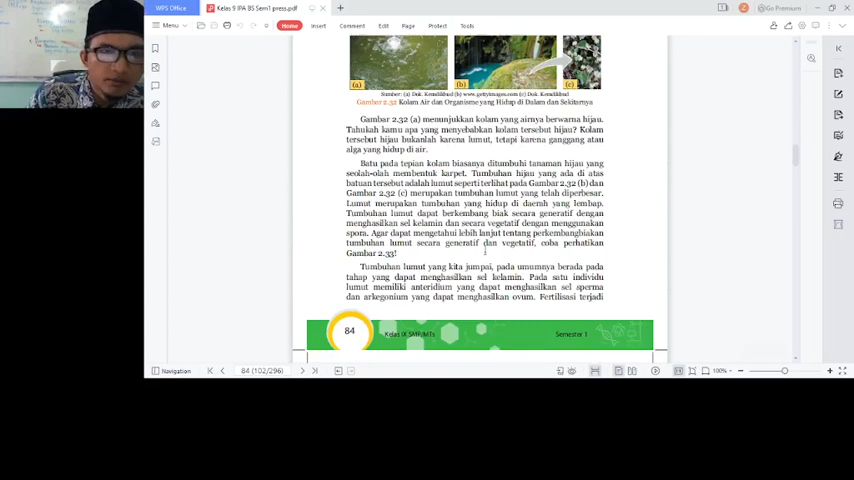 WPS Office
Kelas 9 IPA BS Sem1 press.pdf
Go Premium
Menu
Home
Insert
Comment
Edit
Page
Protect
Tools
(a)
(b)
(c)
Sumber: (a) Dok. Kemdikbud (b) www.gettyimages.com (c) Dok. Kemdikbud
Gambar 2.32 Kolam Air dan Organisme yang Hidup di Dalam dan Sekitarnya
Gambar 2.32 (a) menunjukkan kolam yang airnya berwarna hijau.
Tahukah kamu apa yang menyebabkan kolam tersebut hijau? Kolam
tersebut hijau bukanlah karena lumut, tetapi karena ganggang atau
alga yang hidup di air.
Batu pada tepian kolam biasanya ditumbuhi tanaman hijau yang
seolah-olah membentuk karpet. Tumbuhan hijau yang ada di atas
batuan tersebut adalah lumut seperti terlihat pada Gambar 2.32 (b) dan
Gambar 2.32 (c) merupakan tumbuhan lumut yang telah diperbesar.
Lumut merupakan tumbuhan yang hidup di daerah yang lembap.
Tumbuhan lumut dapat berkembang biak secara generatif dengan
menghasilkan sel kelamin dan secara vegetatif dengan menggunakan
spora. Agar dapat mengetahui lebih lanjut tentang perkembangbiakan
tumbuhan lumut secara generatif dan vegetatif, coba perhatikan
Gambar 2.33!
Tumbuhan lumut yang kita jumpai, pada umumnya berada pada
tahap yang dapat menghasilkan sel kelamin. Pada satu individu
lumut memiliki anteridium yang dapat menghasilkan sel sperma
dan arkegonium yang dapat menghasilkan ovum. Fertilisasi terjadi
84
Kelas IX SMP/MTs
Semester 1
Navigation
84 (102/296)
100%